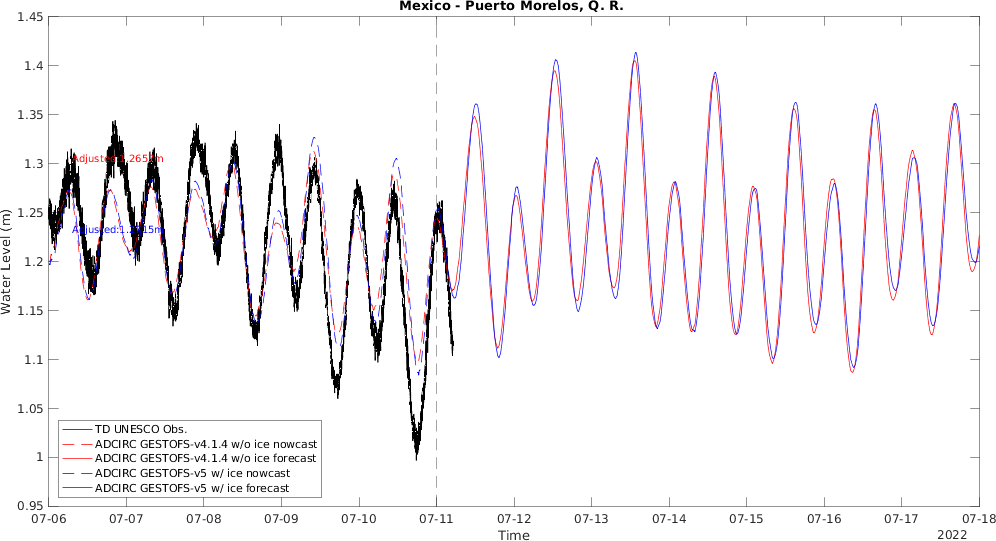 Mexico - Puerto Morelos, Q. R.
1.45
1.4
1.35
1.3
1.25
1.2
1.15
1.1
1.05
1
0.95
Water Level (m)
TD UNESCO Obs.
ADCIRC GESTOFS-v4.1.4 w/o ice nowcast
ADCIRC GESTOFS-v4.1.4 w/o ice forecast
ADCIRC GESTOFS-v5 w/ ice nowcast
ADCIRC GESTOFS-v5 w/ ice forecast
07-06 07-07 07-08 07-09 07-10 07-11 07-12 07-13 07-14 07-15 07-16 07-17 07-18
Time
2022